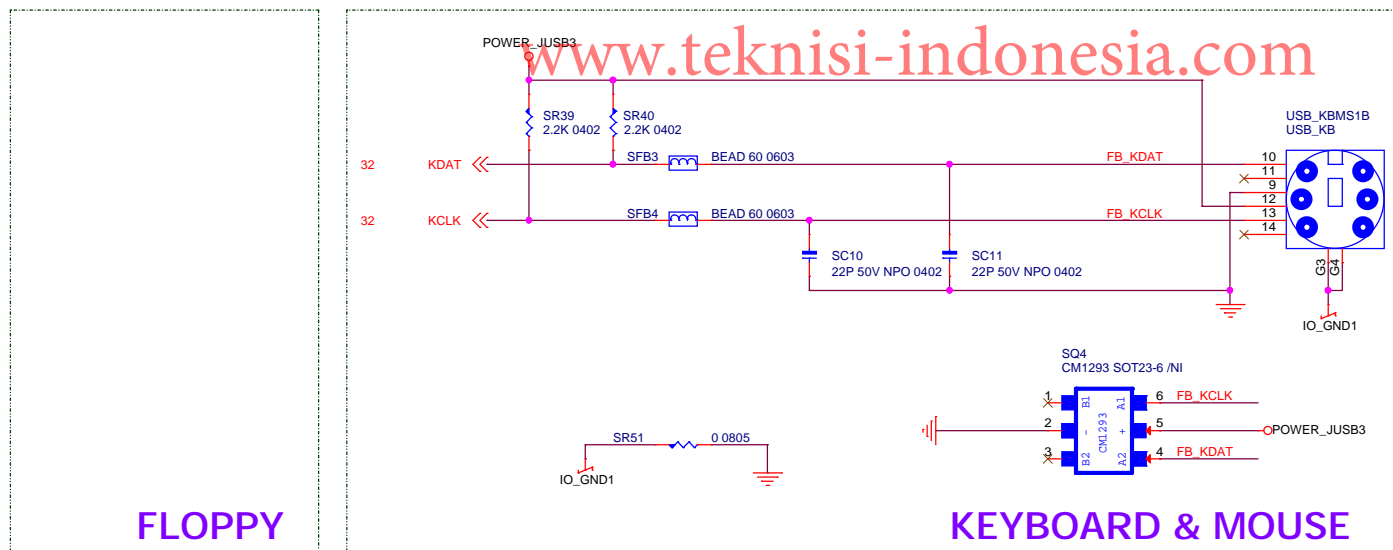 www.teknisi-indonesia.com
POWER_JUSB3
SR39
2.2K 0402
SR40
2.2K 0402
USB_KBMS1B
USB_KB
32
KDAT
SFB3
BEAD 60 0603
FB_KDAT
10
11
9
12
13
14
32
KCLK
SFB4
BEAD 60 0603
FB_KCLK
SC10
22P 50V NPO 0402
SC11
22P 50V NPO 0402
G3
G4
IO_GND1
SQ4
CM1293 SOT23-6 /NI
1
B1
A1
6
FB_KCLK
2
-
CM1293
+
5
POWER_JUSB3
3
B2
A2
4
FB_KDAT
SR51
0 0805
IO_GND1
FLOPPY
KEYBOARD & MOUSE